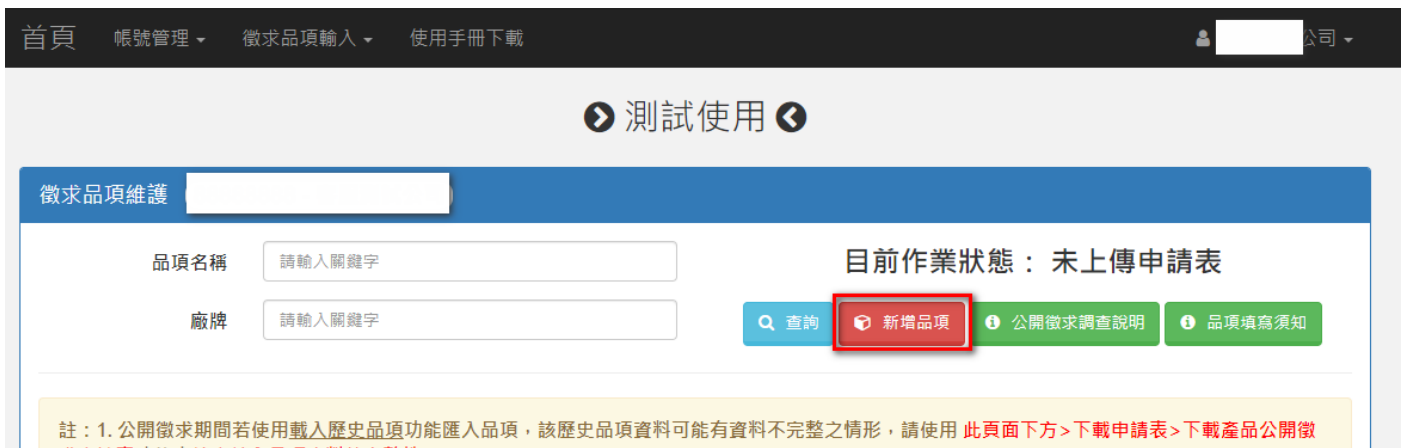 首頁 帳號管理 徵求品項輸入 使用手冊下載 公司
測試使用
徵求品項維護
品項名稱 請輸入關鍵字 目前作業狀態： 未上傳申請表
廠牌 請輸入關鍵字 查詢 新增品項 公開徵求調查說明 品項填寫須知
註：1. 公開徵求期間若使用載入歷史品項功能匯入品項，該歷史品項資料可能有資料不完整之情形，請使用 此頁面下方>下載申請表>下載產品公開徵